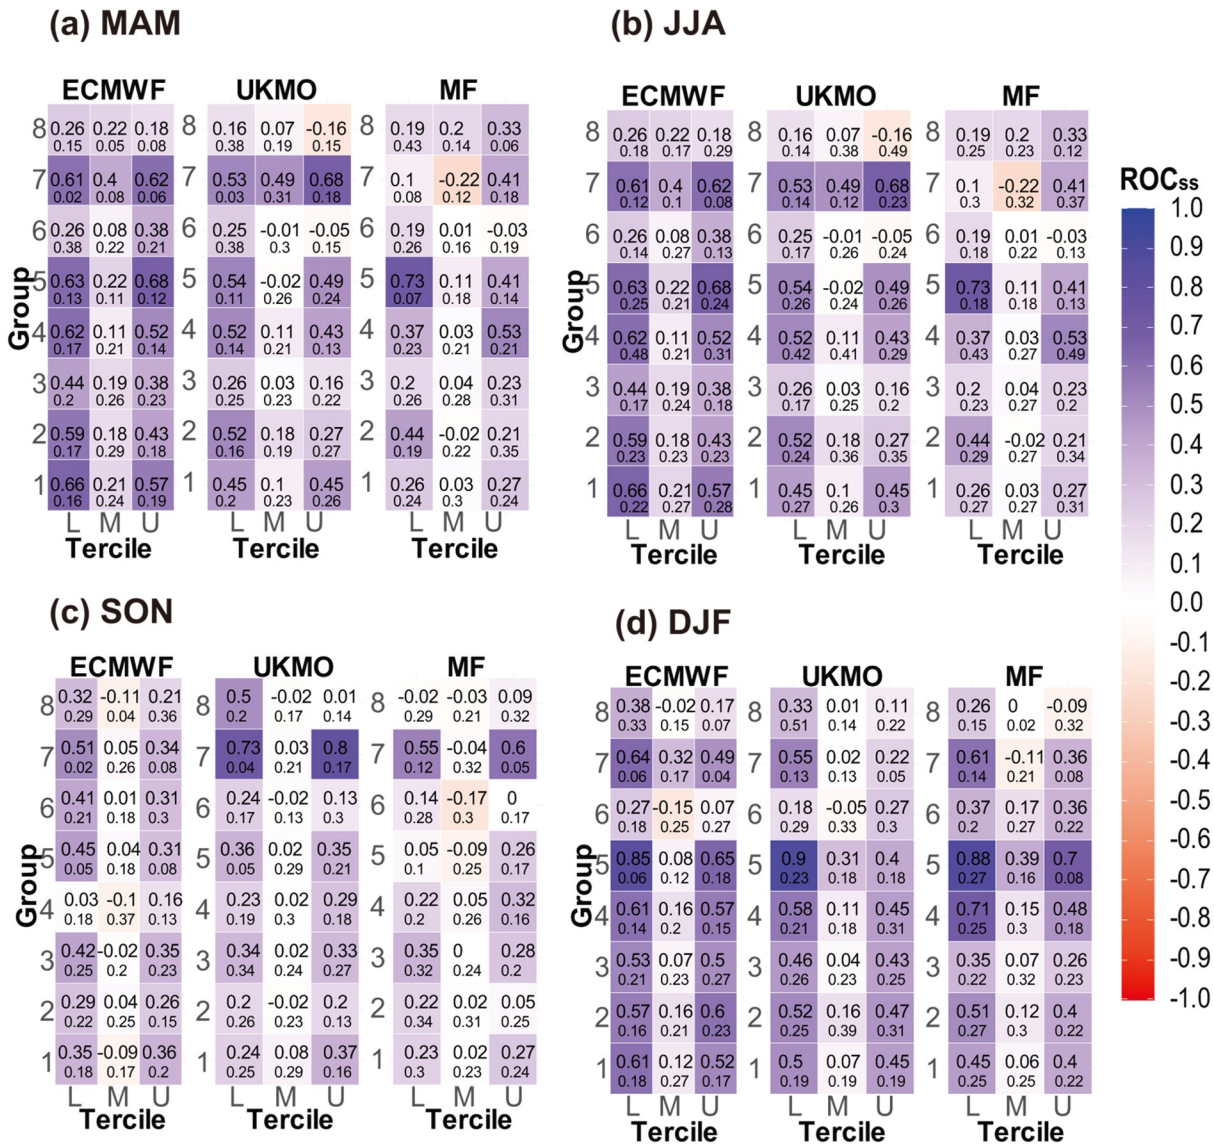 (a) MAM
ECMWF UKMO MF
8 0.26 0.22 0.18 8 0.16 0.07 -0.16 8 0.19 0.2 0.33
0.15 0.05 0.08 0.38 0.19 0.15 0.43 0.14 0.06
7 0.61 0.4 0.62 7 0.53 0.49 0.68 7 0.1 -0.22 0.41
0.02 0.08 0.06 0.03 0.31 0.18 0.08 0.12 0.18
6 0.26 0.08 0.38 6 0.25 -0.01 -0.05 6 0.19 0.01 -0.03
0.38 0.22 0.21 0.38 0.3 0.15 0.26 0.16 0.19
5 0.63 0.22 0.68 5 0.54 -0.02 0.49 5 0.73 0.11 0.41
0.13 0.11 0.12 0.11 0.26 0.24 0.07 0.18 0.14
4 0.62 0.11 0.52 4 0.52 0.11 0.43 4 0.37 0.03 0.53
0.17 0.21 0.14 0.14 0.21 0.13 0.23 0.21 0.21
3 0.44 0.19 0.38 3 0.26 0.03 0.16 3 0.2 0.04 0.23
0.2 0.26 0.23 0.25 0.23 0.22 0.26 0.28 0.31
2 0.59 0.18 0.43 2 0.52 0.18 0.27 2 0.44 -0.02 0.21
0.17 0.29 0.18 0.16 0.19 0.27 0.19 0.22 0.35
1 0.66 0.21 0.57 1 0.45 0.1 0.45 1 0.26 0.03 0.27
0.16 0.24 0.19 0.2 0.23 0.26 0.24 0.3 0.24
Group
L M U L M U L M U
Tercile Tercile Tercile
(b) JJA
ECMWF UKMO MF
8 0.26 0.22 0.18 8 0.16 0.07 -0.16 8 0.19 0.2 0.33
0.18 0.17 0.29 0.14 0.38 0.49 0.25 0.23 0.12
7 0.61 0.4 0.62 7 0.53 0.49 0.68 7 0.1 -0.22 0.41
0.12 0.1 0.08 0.14 0.12 0.23 0.3 0.32 0.37
6 0.26 0.08 0.38 6 0.25 -0.01 -0.05 6 0.19 0.01 -0.03
0.14 0.27 0.13 0.17 0.26 0.24 0.18 0.22 0.13
5 0.63 0.22 0.68 5 0.54 -0.02 0.49 5 0.73 0.11 0.41
0.25 0.21 0.24 0.26 0.24 0.26 0.18 0.18 0.13
4 0.62 0.11 0.52 4 0.52 0.11 0.43 4 0.37 0.03 0.53
0.48 0.21 0.31 0.42 0.41 0.29 0.43 0.27 0.49
3 0.44 0.19 0.38 3 0.26 0.03 0.16 3 0.2 0.04 0.23
0.17 0.24 0.18 0.17 0.25 0.2 0.23 0.27 0.2
2 0.59 0.18 0.43 2 0.52 0.18 0.27 2 0.44 -0.02 0.21
0.23 0.23 0.23 0.24 0.36 0.35 0.29 0.27 0.34
1 0.66 0.21 0.57 1 0.45 0.1 0.45 1 0.26 0.03 0.27
0.22 0.27 0.28 0.27 0.26 0.3 0.27 0.27 0.31
Group
L M U L M U L M U
Tercile Tercile Tercile
ROCss
1.0
0.9
0.8
0.7
0.6
0.5
0.4
0.3
0.2
0.1
0.0
-0.1
-0.2
-0.3
-0.4
-0.5
-0.6
-0.7
-0.8
-0.9
-1.0
(c) SON
ECMWF UKMO MF
8 0.32 -0.11 0.21 8 0.5 -0.02 0.01 8 -0.02 -0.03 0.09
0.29 0.04 0.36 0.2 0.17 0.14 0.29 0.21 0.32
7 0.51 0.05 0.34 7 0.73 0.03 0.8 7 0.55 -0.04 0.6
0.02 0.26 0.08 0.04 0.21 0.17 0.12 0.32 0.05
6 0.41 0.01 0.31 6 0.24 -0.02 0.13 6 0.14 -0.17 0
0.21 0.18 0.3 0.17 0.13 0.3 0.28 0.3 0.17
5 0.45 0.04 0.31 5 0.36 0.02 0.35 5 0.05 -0.09 0.26
0.05 0.18 0.08 0.05 0.29 0.21 0.1 0.25 0.17
4 0.03 -0.1 0.16 4 0.23 0.02 0.29 4 0.22 0.05 0.32
0.18 0.37 0.13 0.19 0.3 0.18 0.2 0.26 0.16
3 0.42 -0.02 0.35 3 0.34 0.02 0.33 3 0.35 0 0.28
0.25 0.2 0.23 0.34 0.24 0.27 0.32 0.24 0.2
2 0.29 0.04 0.26 2 0.2 -0.02 0.2 2 0.22 0.02 0.05
0.22 0.25 0.15 0.26 0.23 0.13 0.34 0.31 0.25
1 0.35 -0.09 0.36 1 0.24 0.08 0.37 1 0.23 0.02 0.27
0.18 0.17 0.2 0.25 0.29 0.16 0.3 0.23 0.24
Group
L M U L M U L M U
Tercile Tercile Tercile
(d) DJF
ECMWF UKMO MF
8 0.38 -0.02 0.17 8 0.33 0.01 0.11 8 0.26 0 -0.09
0.33 0.15 0.07 0.51 0.14 0.22 0.15 0.02 0.32
7 0.64 0.32 0.49 7 0.55 0.02 0.22 7 0.61 -0.11 0.36
0.06 0.17 0.04 0.13 0.13 0.05 0.14 0.21 0.08
6 0.27 -0.15 0.07 6 0.18 -0.05 0.27 6 0.37 0.17 0.36
0.18 0.25 0.27 0.29 0.33 0.3 0.2 0.27 0.22
5 0.85 0.08 0.65 5 0.9 0.31 0.4 5 0.88 0.39 0.7
0.06 0.12 0.18 0.23 0.18 0.18 0.27 0.16 0.08
4 0.61 0.16 0.57 4 0.58 0.11 0.45 4 0.71 0.15 0.48
0.14 0.2 0.15 0.21 0.18 0.31 0.25 0.3 0.18
3 0.53 0.07 0.5 3 0.46 0.04 0.43 3 0.35 0.07 0.26
0.21 0.23 0.27 0.26 0.23 0.25 0.22 0.32 0.23
2 0.57 0.16 0.6 2 0.52 0.16 0.47 2 0.51 0.12 0.4
0.16 0.21 0.23 0.25 0.39 0.31 0.27 0.3 0.22
1 0.61 0.12 0.52 1 0.5 0.07 0.45 1 0.45 0.06 0.4
0.18 0.27 0.17 0.19 0.19 0.19 0.25 0.25 0.22
Group
L M U L M U L M U
Tercile Tercile Tercile